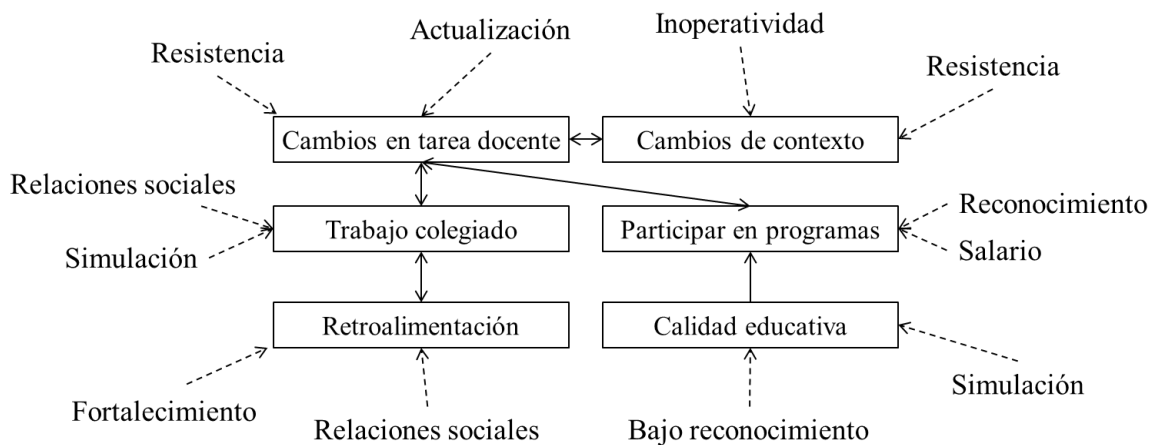 Inoperatividad
Actualización
Resistencia
Resistencia
Cambios en tarea docente
Cambios de contexto
Relaciones sociales
Reconocimiento
Trabajo colegiado
Participar en programas
Simulación
Salario
Retroalimentación
Calidad educativa
Simulación
Fortalecimiento
Relaciones sociales
Bajo reconocimiento